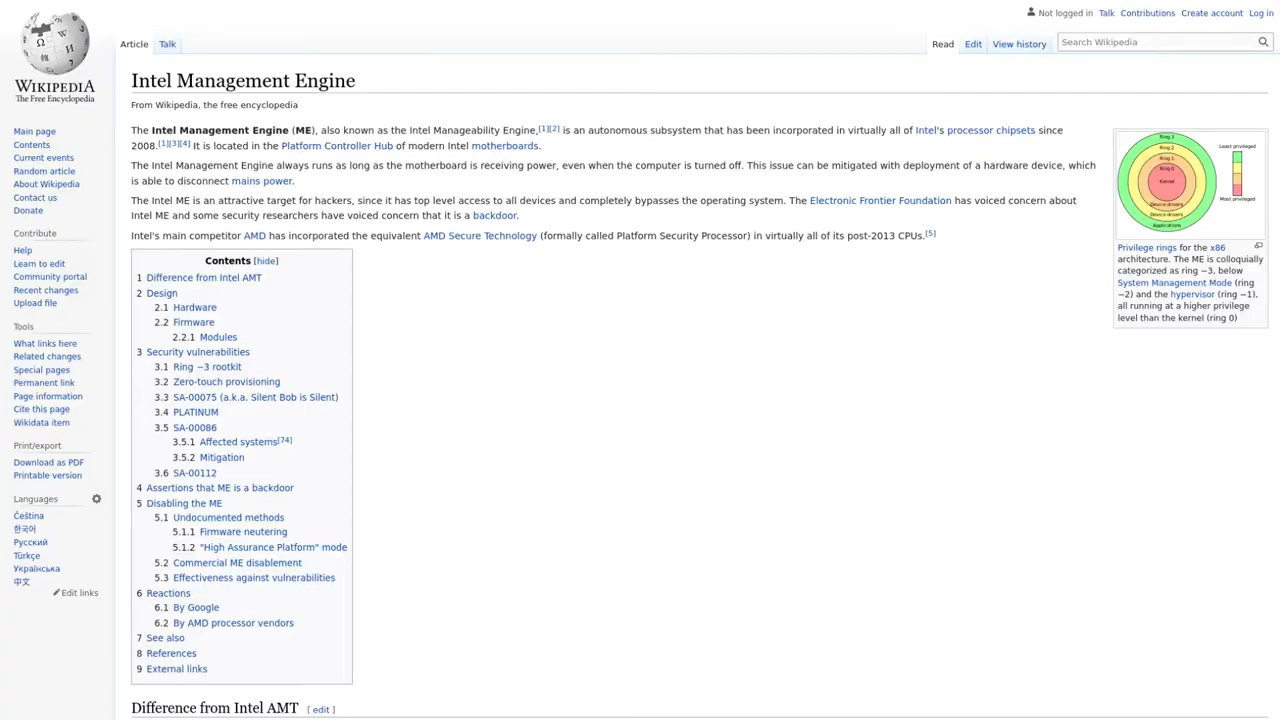 Not logged in Talk Contributions Create account Log in
Article Talk Read Edit View history Search Wikipedia
WIKIPEDIA
The Free Encyclopedia
Main page
Contents
Current events
Random article
About Wikipedia
Contact us
Donate
Contribute
Help
Learn to edit
Community portal
Recent changes
Upload file
Tools
What links here
Related changes
Special pages
Permanent link
Page information
Cite this page
Wikidata item
Print/export
Download as PDF
Printable version
Languages
Čeština
한국어
Русский
Türkçe
Українська
中文
Edit links
Intel Management Engine
From Wikipedia, the free encyclopedia
The Intel Management Engine (ME), also known as the Intel Manageability Engine,[1][2] is an autonomous subsystem that has been incorporated in virtually all of Intel's processor chipsets since
2008.[1][3][4] It is located in the Platform Controller Hub of modern Intel motherboards.
The Intel Management Engine always runs as long as the motherboard is receiving power, even when the computer is turned off. This issue can be mitigated with deployment of a hardware device, which
is able to disconnect mains power.
The Intel ME is an attractive target for hackers, since it has top level access to all devices and completely bypasses the operating system. The Electronic Frontier Foundation has voiced concern about
Intel ME and some security researchers have voiced concern that it is a backdoor.
Intel's main competitor AMD has incorporated the equivalent AMD Secure Technology (formally called Platform Security Processor) in virtually all of its post-2013 CPUs.[5]
Contents [hide]
1 Difference from Intel AMT
2 Design
2.1 Hardware
2.2 Firmware
2.2.1 Modules
3 Security vulnerabilities
3.1 Ring −3 rootkit
3.2 Zero-touch provisioning
3.3 SA-00075 (a.k.a. Silent Bob is Silent)
3.4 PLATINUM
3.5 SA-00086
3.5.1 Affected systems[74]
3.5.2 Mitigation
3.6 SA-00112
4 Assertions that ME is a backdoor
5 Disabling the ME
5.1 Undocumented methods
5.1.1 Firmware neutering
5.1.2 "High Assurance Platform" mode
5.2 Commercial ME disablement
5.3 Effectiveness against vulnerabilities
6 Reactions
6.1 By Google
6.2 By AMD processor vendors
7 See also
8 References
9 External links
Difference from Intel AMT [ edit ]
Ring 3
Ring 2
Ring 1
Ring 0
Kernel
Device drivers
Device drivers
Applications
Least privileged
Most privileged
Privilege rings for the x86
architecture. The ME is colloquially
categorized as ring −3, below
System Management Mode (ring
−2) and the hypervisor (ring −1),
all running at a higher privilege
level than the kernel (ring 0)